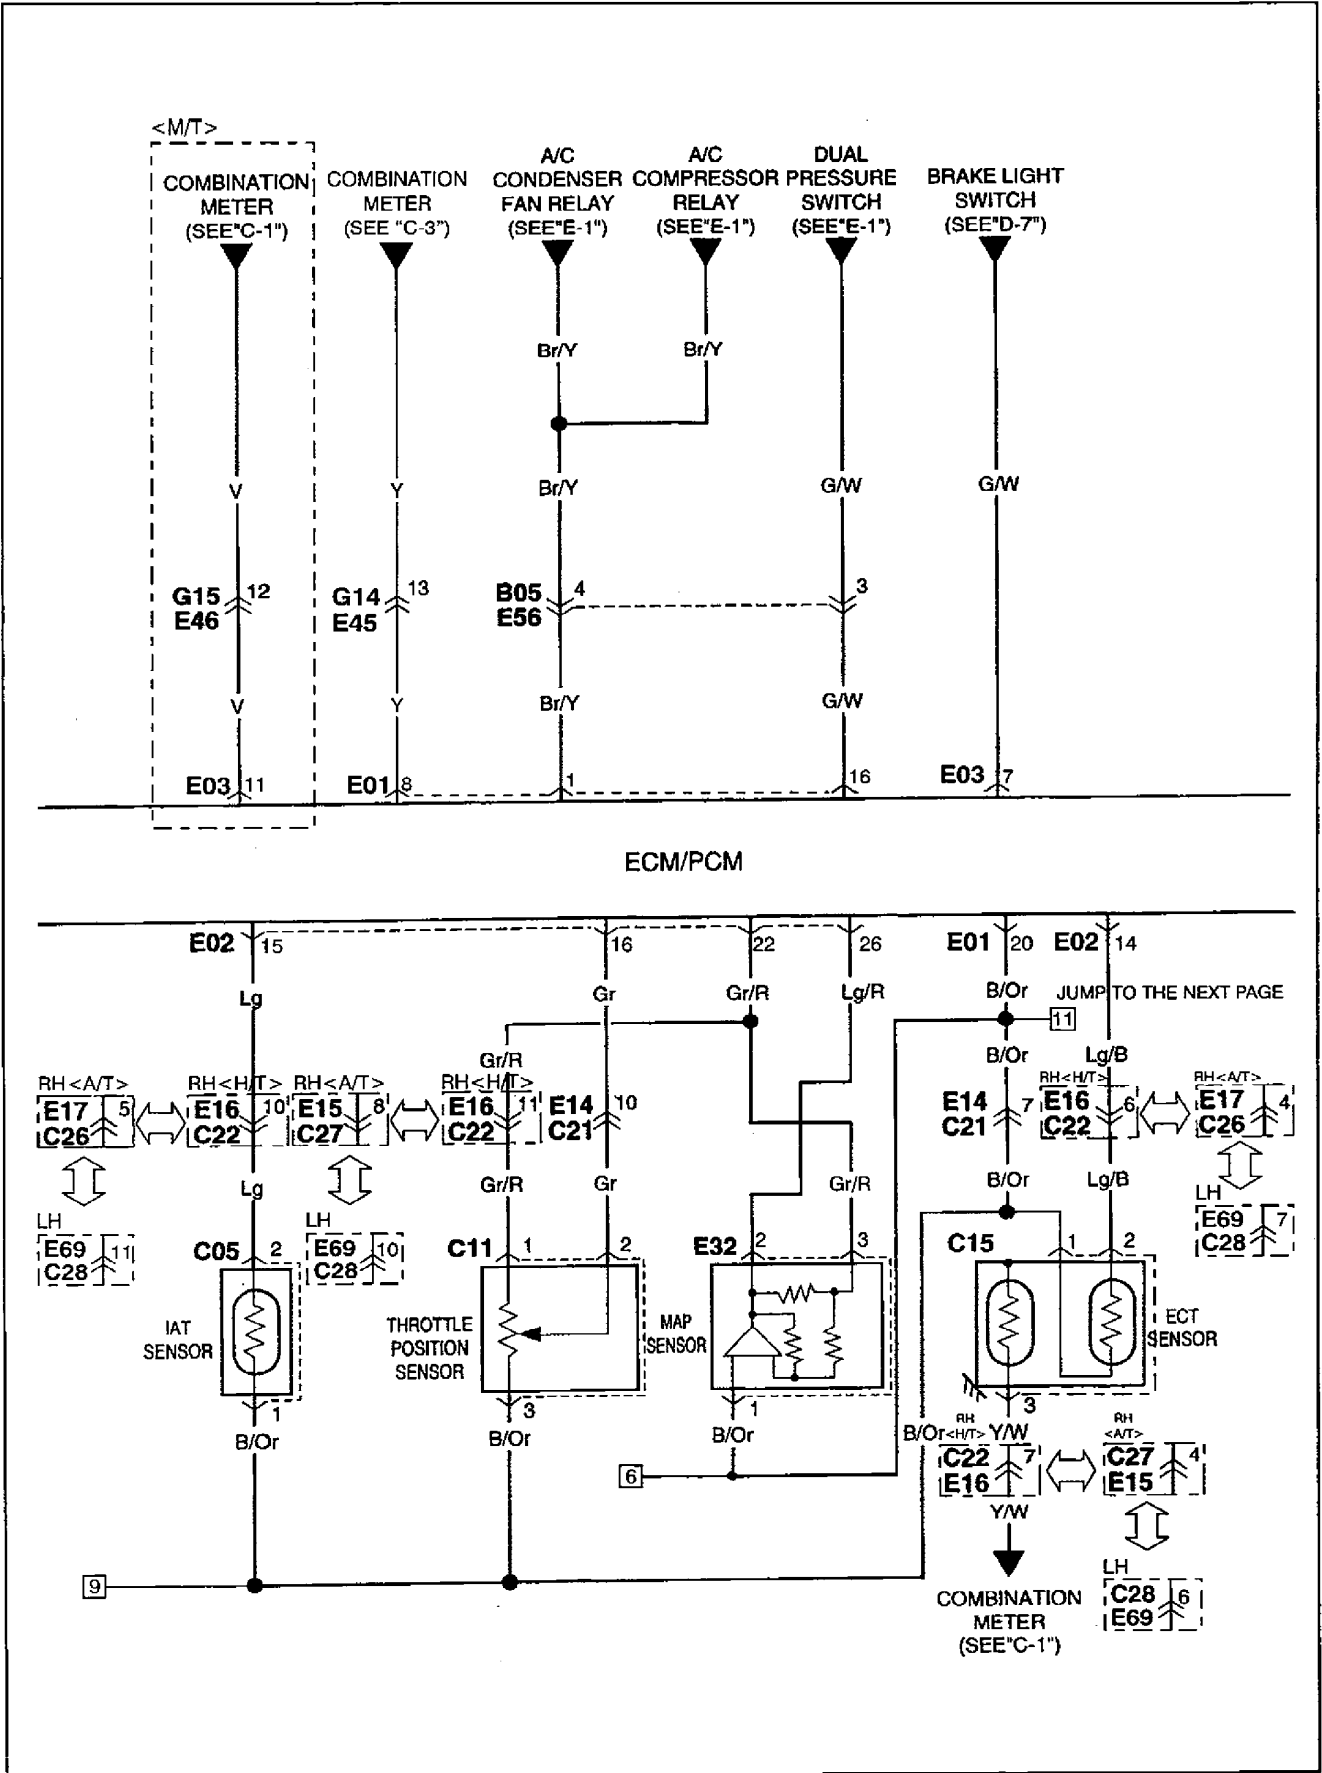 <M/T>
COMBINATION METER (SEE"C-1")
COMBINATION METER (SEE "C-3")
A/C CONDENSER FAN RELAY (SEE"E-1")
A/C COMPRESSOR RELAY (SEE"E-1")
DUAL PRESSURE SWITCH (SEE"E-1")
BRAKE LIGHT SWITCH (SEE"D-7")
Br/Y Br/Y
V Y Br/Y G/W G/W
G15 12 G14 13 B05 4 3
E46 E45 E56
V Y Br/Y G/W
E03 11 E01 8 1 16 E03 7
ECM/PCM
E02 15 16 22 26 E01 20 E02 14
Lg Gr Gr/R Lg/R B/Or JUMP TO THE NEXT PAGE
11
Gr/R B/Or Lg/B
RH<A/T> RH<H/T> RH<A/T> RH<H/T> RH<H/T> RH<A/T>
E17 5 E16 10 E15 8 E16 11 E14 10 E14 7 E16 6 E17 4
C26 C22 C27 C22 C21 C21 C22 C26
Lg Gr/R Gr Gr/R B/Or Lg/B
LH LH LH
E69 11 C05 2 E69 10 C11 1 2 E32 2 3 C15 1 2 E69 7
C28 C28 C28
IAT SENSOR
THROTTLE POSITION SENSOR
MAP SENSOR
ECT SENSOR
1 3 1 3
B/Or B/Or B/Or B/Or RH <H/T> Y/W RH <A/T>
6 C22 7 C27 4
E16 E15
Y/W
9
LH
COMBINATION METER (SEE"C-1")
C28 6
E69